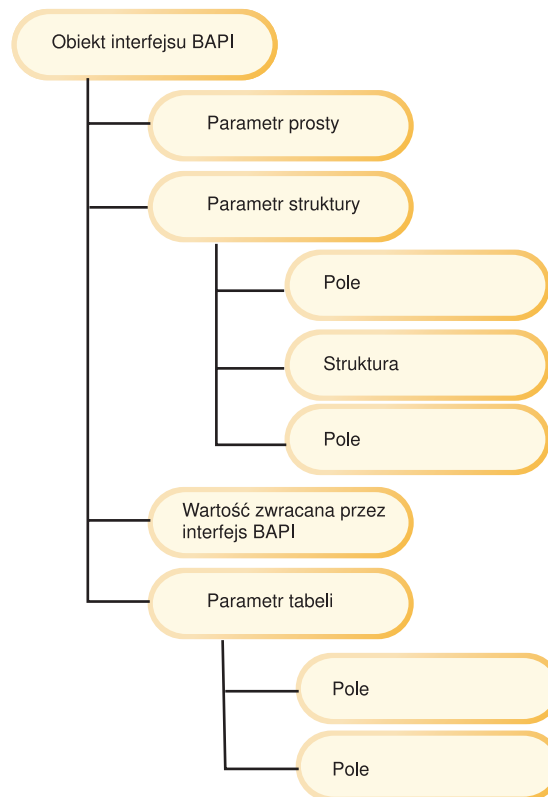 Obiekt interfejsu BAPI
Parametr prosty
Parametr struktury
Pole
Struktura
Pole
Wartość zwracana przez
interfejs BAPI
Parametr tabeli
Pole
Pole